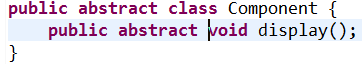 public abstract class Component {
    public abstract void display();
}